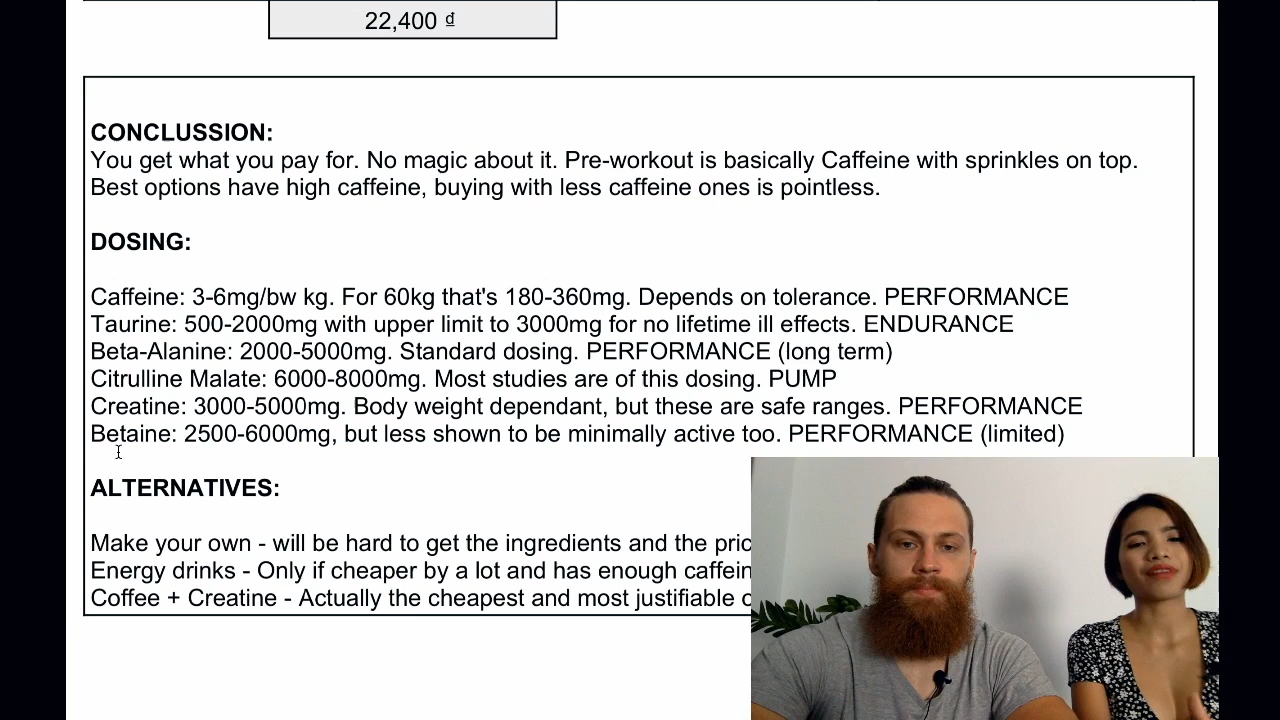 22,400 ₫
CONCLUSSION:
You get what you pay for. No magic about it. Pre-workout is basically Caffeine with sprinkles on top.
Best options have high caffeine, buying with less caffeine ones is pointless.
DOSING:
Caffeine: 3-6mg/bw kg. For 60kg that's 180-360mg. Depends on tolerance. PERFORMANCE
Taurine: 500-2000mg with upper limit to 3000mg for no lifetime ill effects. ENDURANCE
Beta-Alanine: 2000-5000mg. Standard dosing. PERFORMANCE (long term)
Citrulline Malate: 6000-8000mg. Most studies are of this dosing. PUMP
Creatine: 3000-5000mg. Body weight dependant, but these are safe ranges. PERFORMANCE
Betaine: 2500-6000mg, but less shown to be minimally active too. PERFORMANCE (limited)
ALTERNATIVES:
Make your own - will be hard to get the ingredients and the
Energy drinks - Only if cheaper by a lot and has enough
Coffee + Creatine - Actually the cheapest and most justifiable